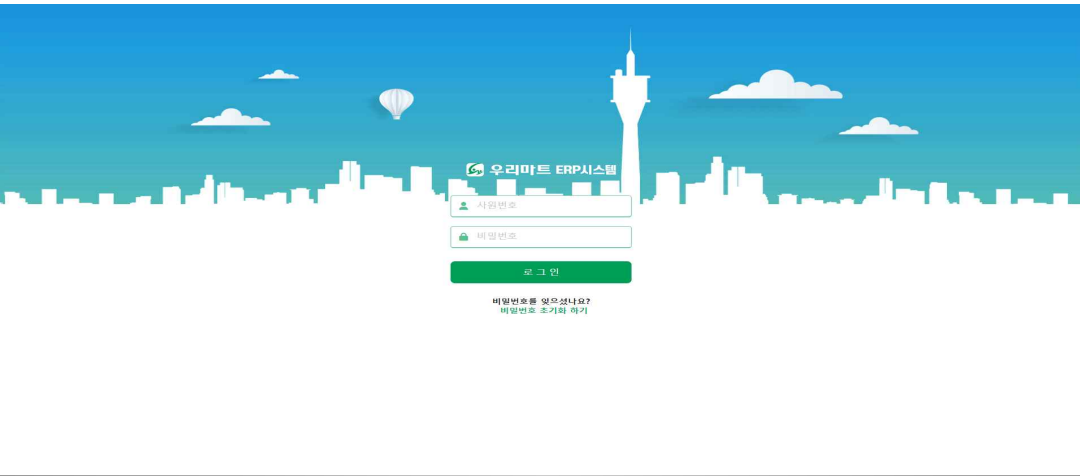 우리마트 ERP시스템
사원번호
비밀번호
로그인
비밀번호를 잊으셨나요?
비밀번호 초기화 하기